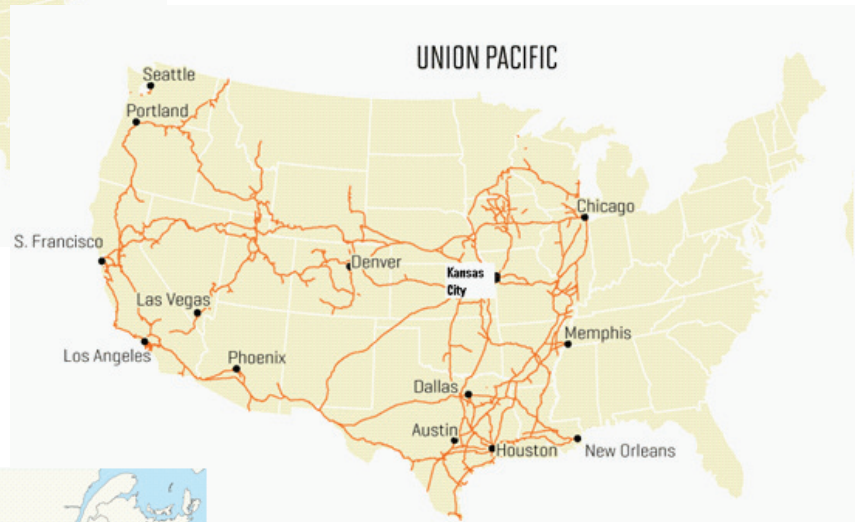 UNION PACIFIC
Seattle
Portland
Chicago
S. Francisco
Denver
Kansas
City
Las Vegas
Memphis
Los Angeles
Phoenix
Dallas
Austin
Houston
New Orleans